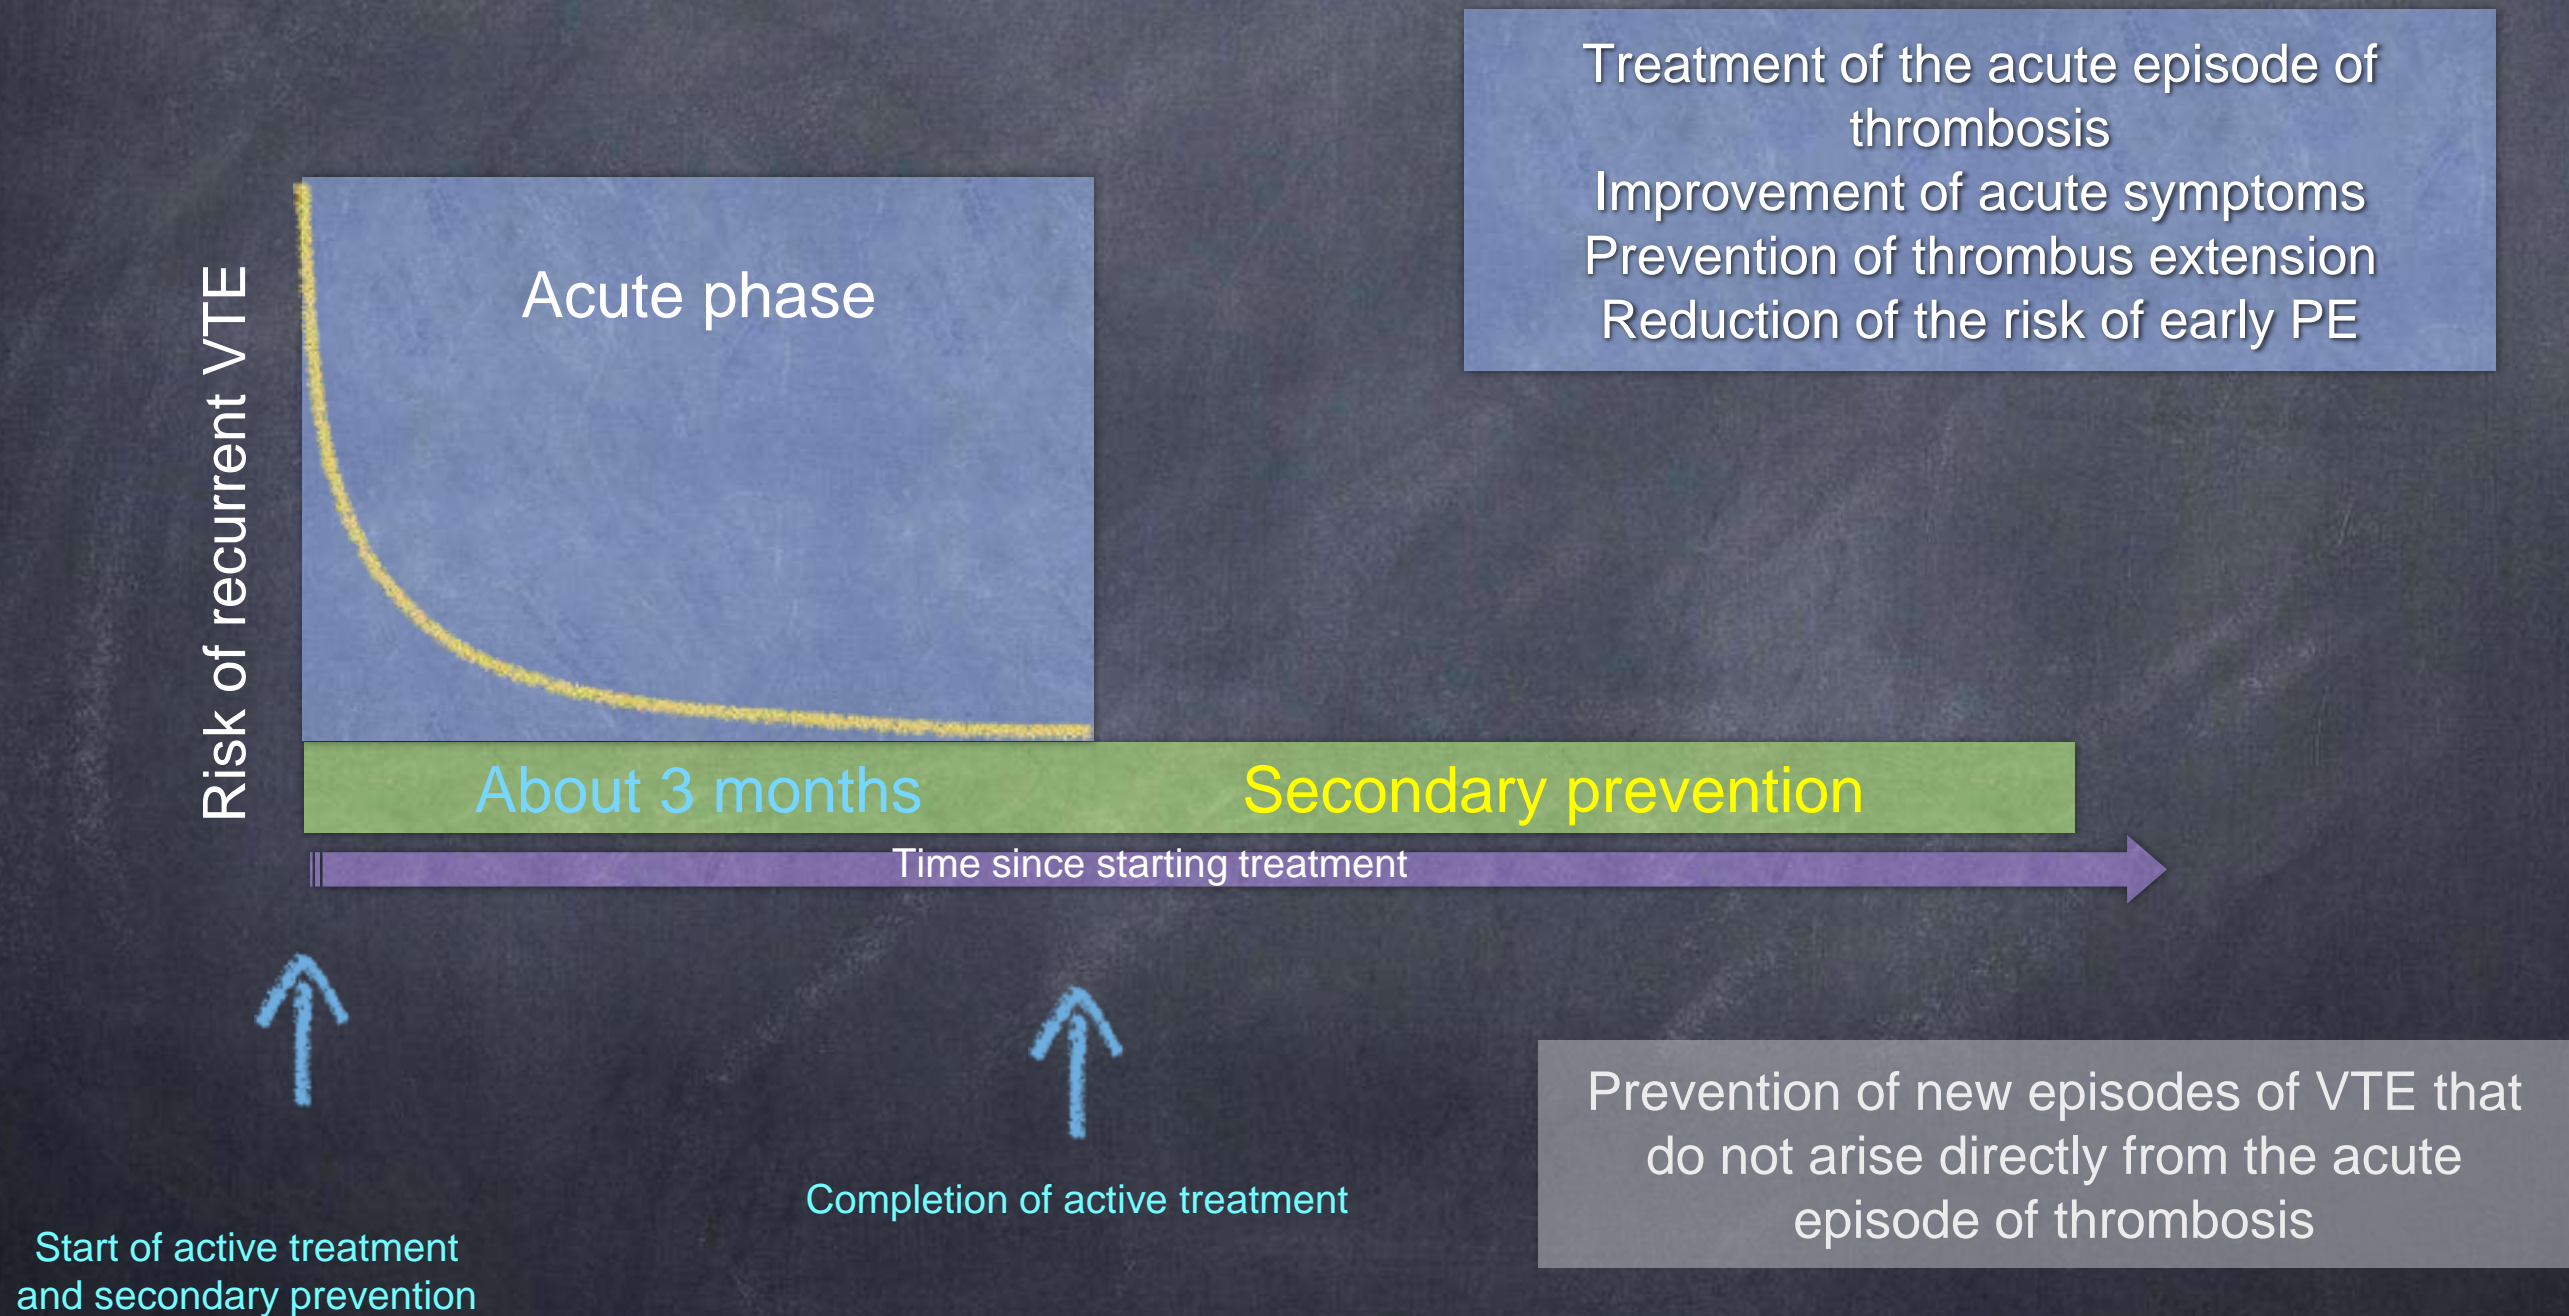 Treatment of the acute episode of
thrombosis
Improvement of acute symptoms
Prevention of thrombus extension
Reduction of the risk of early PE
Acute phase
Risk of recurrent VTE
About 3 months
Secondary prevention
Time since starting treatment
Completion of active treatment
Start of active treatment
and secondary prevention
Prevention of new episodes of VTE that
do not arise directly from the acute
episode of thrombosis